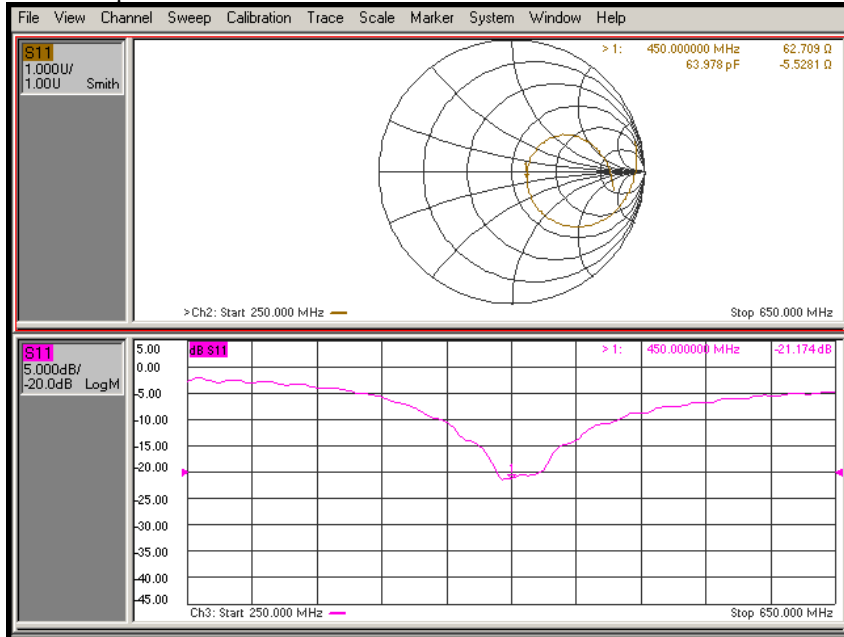 File View Channel Sweep Calibration Trace Scale Marker System Window Help
S11
1.000U/
1.00U Smith
> 1: 450.000000 MHz 62.709 Ω
63.978 pF -5.5281 Ω
>Ch2: Start 250.000 MHz
Stop 650.000 MHz
S11
5.000dB/
-20.0dB LogM
5.00
dB S11
> 1: 450.000000 MHz -21.174 dB
0.00
-5.00
-10.00
-15.00
-20.00
-25.00
-30.00
-35.00
-40.00
-45.00
Ch3: Start 250.000 MHz
Stop 650.000 MHz